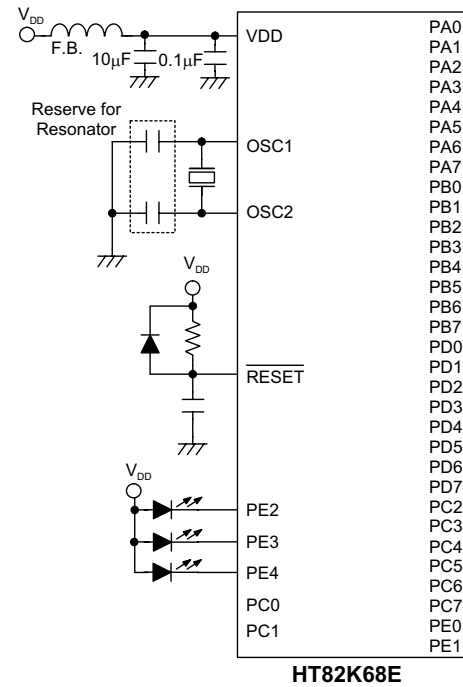 VDD
F.B.
10μF
0.1μF
VDD
Reserve for
Resonator
OSC1
OSC2
VDD
RESET
VDD
PE2
PE3
PE4
PC0
PC1
PA0
PA1
PA2
PA3
PA4
PA5
PA6
PA7
PB0
PB1
PB2
PB3
PB4
PB5
PB6
PB7
PD0
PD1
PD2
PD3
PD4
PD5
PD6
PD7
PC2
PC3
PC4
PC5
PC6
PC7
PE0
PE1
HT82K68E